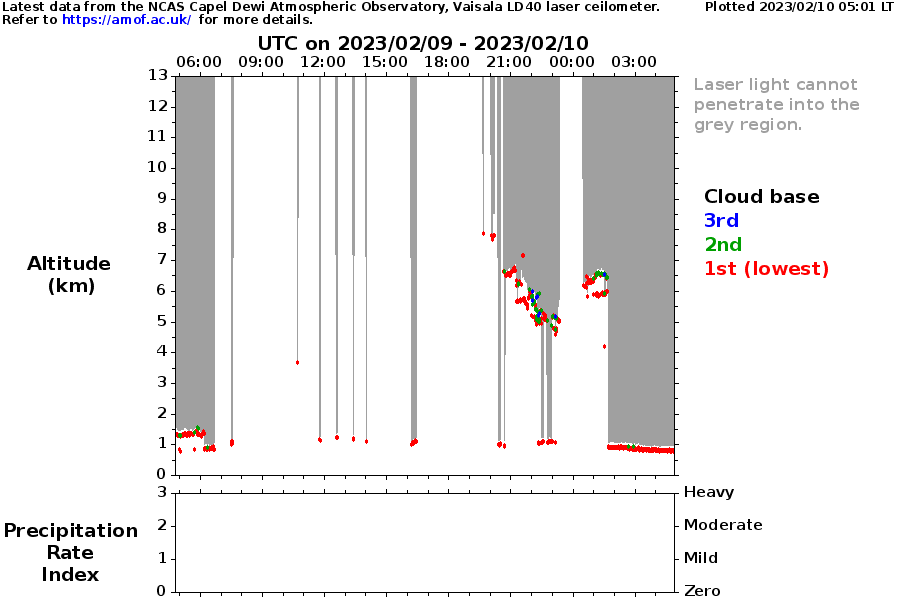 Latest data from the NCAS Capel Dewi Atmospheric Observatory, Vaisala LD40 laser ceilometer. Plotted 2023/02/10 05:01 LT
Refer to https://amof.ac.uk/ for more details.
UTC on 2023/02/09 - 2023/02/10
06:00 09:00 12:00 15:00 18:00 21:00 00:00 03:00
13
12
11
10
9
8
7
6
5
4
3
2
1
0
Altitude
(km)
Laser light cannot
penetrate into the
grey region.
Cloud base
3rd
2nd
1st (lowest)
3 Heavy
2 Moderate
1 Mild
0 Zero
Precipitation
Rate
Index